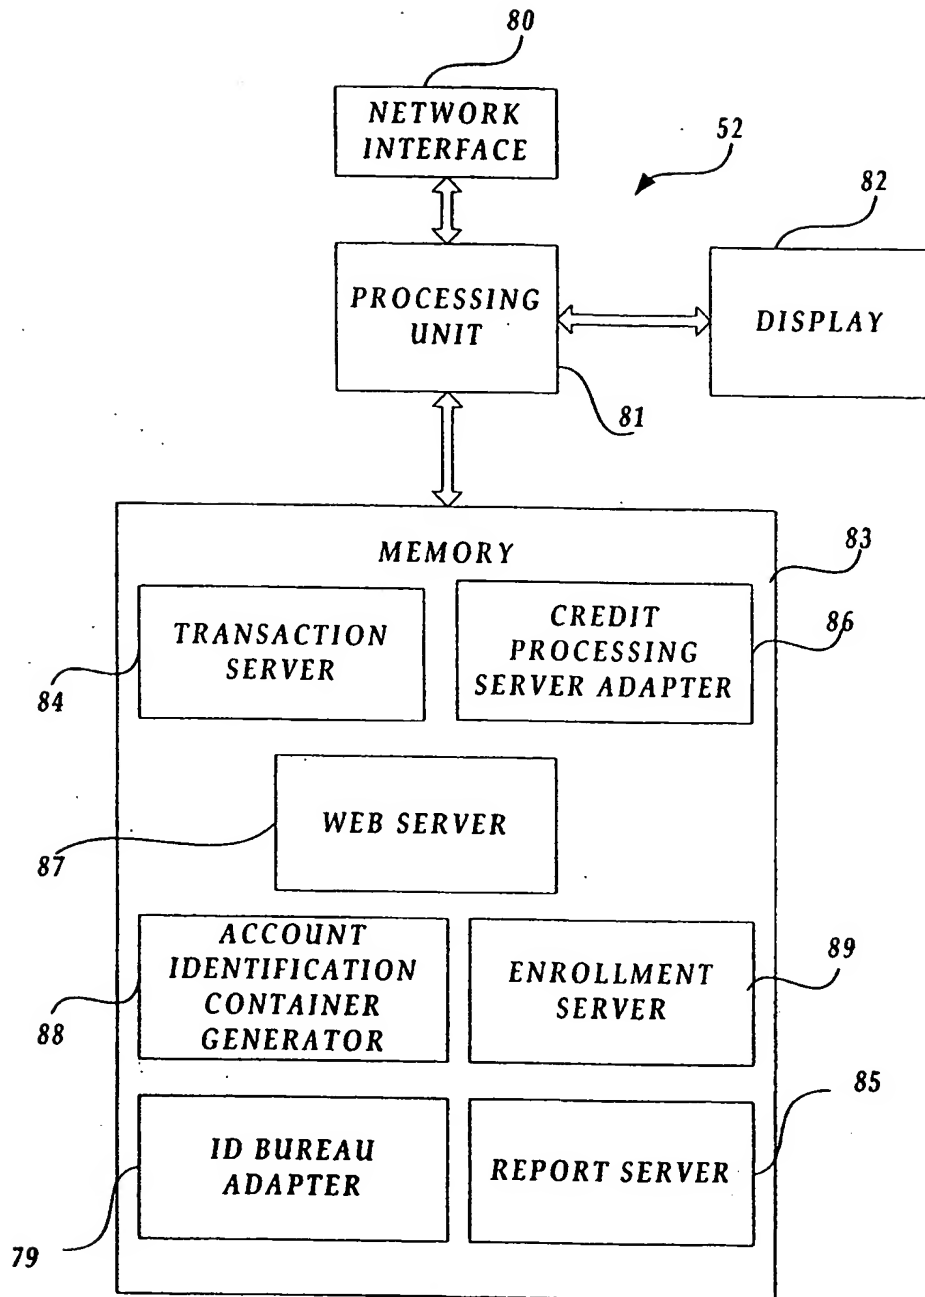 80
NETWORK
INTERFACE
52
82
PROCESSING
UNIT
DISPLAY
81
MEMORY
83
TRANSACTION
SERVER
84
CREDIT
PROCESSING
SERVER ADAPTER
86
WEB SERVER
87
ACCOUNT
IDENTIFICATION
CONTAINER
GENERATOR
88
ENROLLMENT
SERVER
89
ID BUREAU
ADAPTER
79
REPORT SERVER
85